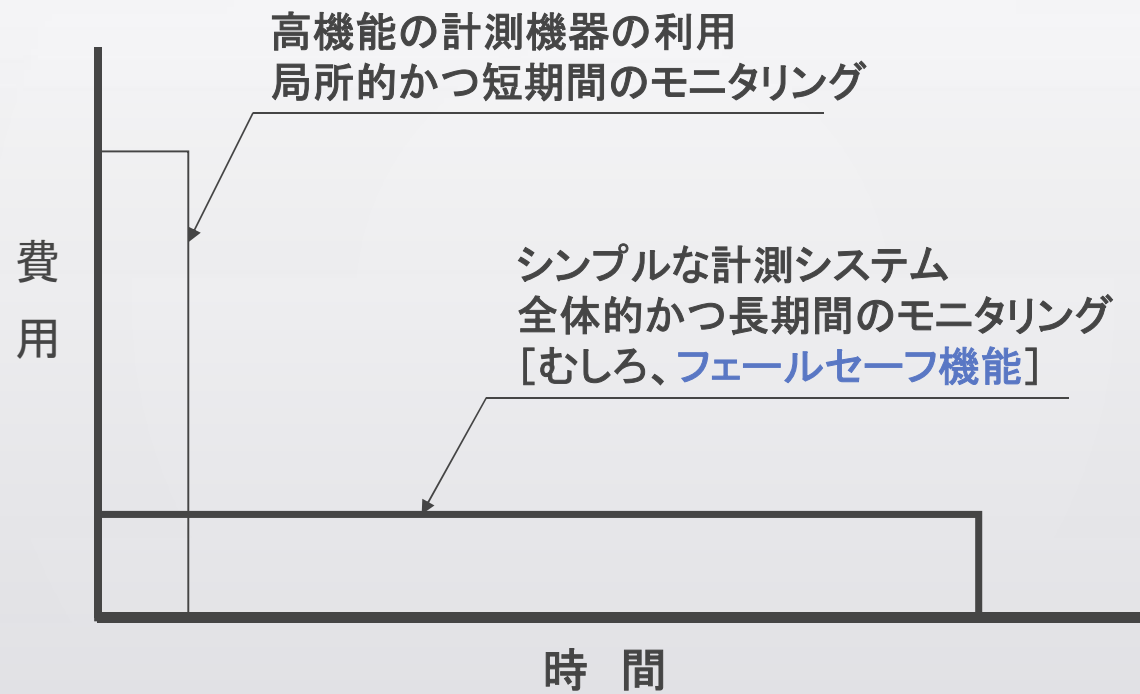 高機能の計測機器の利用
局所的かつ短期間のモニタリング
費
用
シンプルな計測システム
全体的かつ長期間のモニタリング
[むしろ、フェールセーフ機能]
時　間